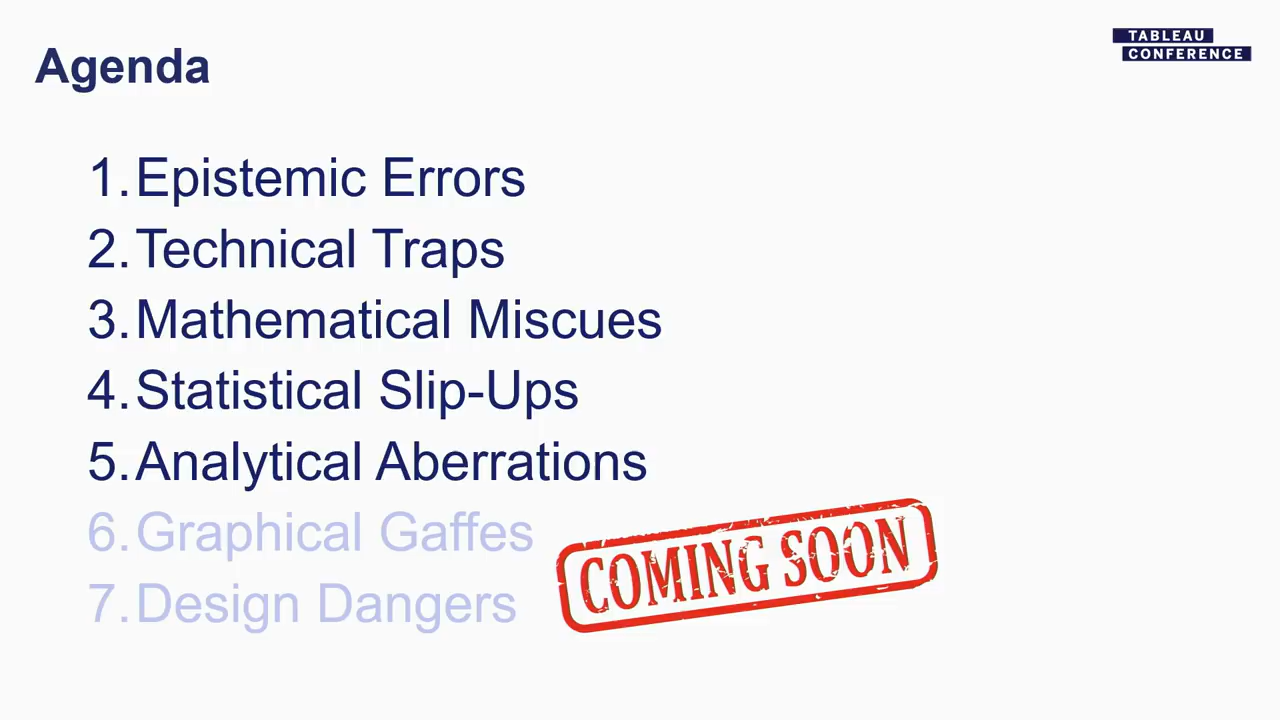 Agenda
TABLEAU
CONFERENCE
1. Epistemic Errors
2. Technical Traps
3. Mathematical Miscues
4. Statistical Slip-Ups
5. Analytical Aberrations
6. Graphical Gaffes
7. Design Dangers
COMING SOON